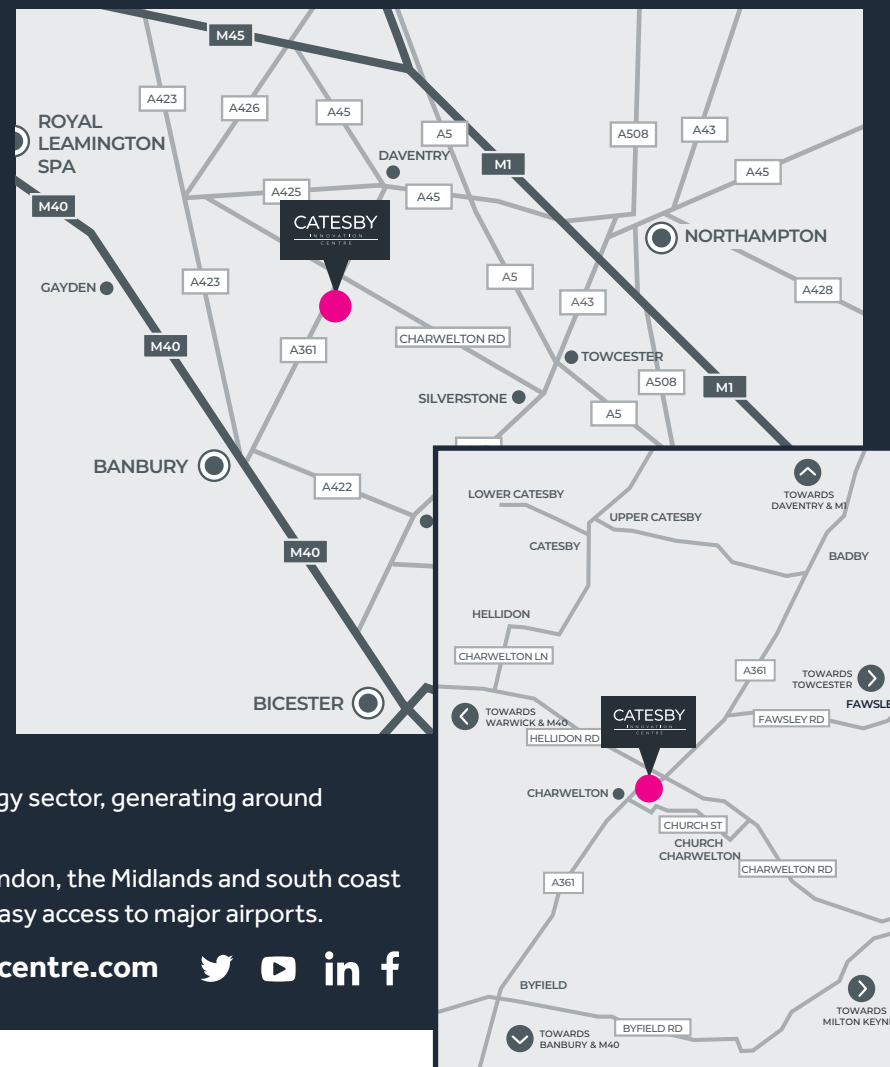 M45
A423
A426
A45
A5
A508
A43
ROYAL
LEAMINGTON
SPA
DAVENTRY
M1
A45
A425
A45
M40
CATESBY
INNOVATION
CENTRE
NORTHAMPTON
GAYDEN
A423
A5
A43
A428
CHARWELTON RD
M40
A361
TOWCESTER
A508
M1
SILVERSTONE
A5
BANBURY
A422
M40
BICESTER
LOWER CATESBY
TOWARDS
DAVENTRY & M1
UPPER CATESBY
CATESBY
BADBY
HELLIDON
CHARWELTON LN
A361
TOWARDS
TOWCESTER
FAWSLE
TOWARDS
WARWICK & M40
CATESBY
INNOVATION
CENTRE
FAWSLEY RD
HELLIDON RD
CHARWELTON
CHURCH ST
CHURCH
CHARWELTON
CHARWELTON RD
A361
BYFIELD
TOWARDS
MILTON KEYN
BYFIELD RD
TOWARDS
BANBURY & M40
gy sector, generating around
ndon, the Midlands and south coast
asy access to major airports.
centre.com